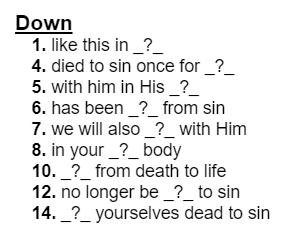 Down
1. like this in _?_
4. died to sin once for _?_
5. with him in His _?_
6. has been _?_ from sin
7. we will also _?_ with Him
8. in your _?_ body
10. _?_ from death to life
12. no longer be _?_ to sin
14. _?_ yourselves dead to sin